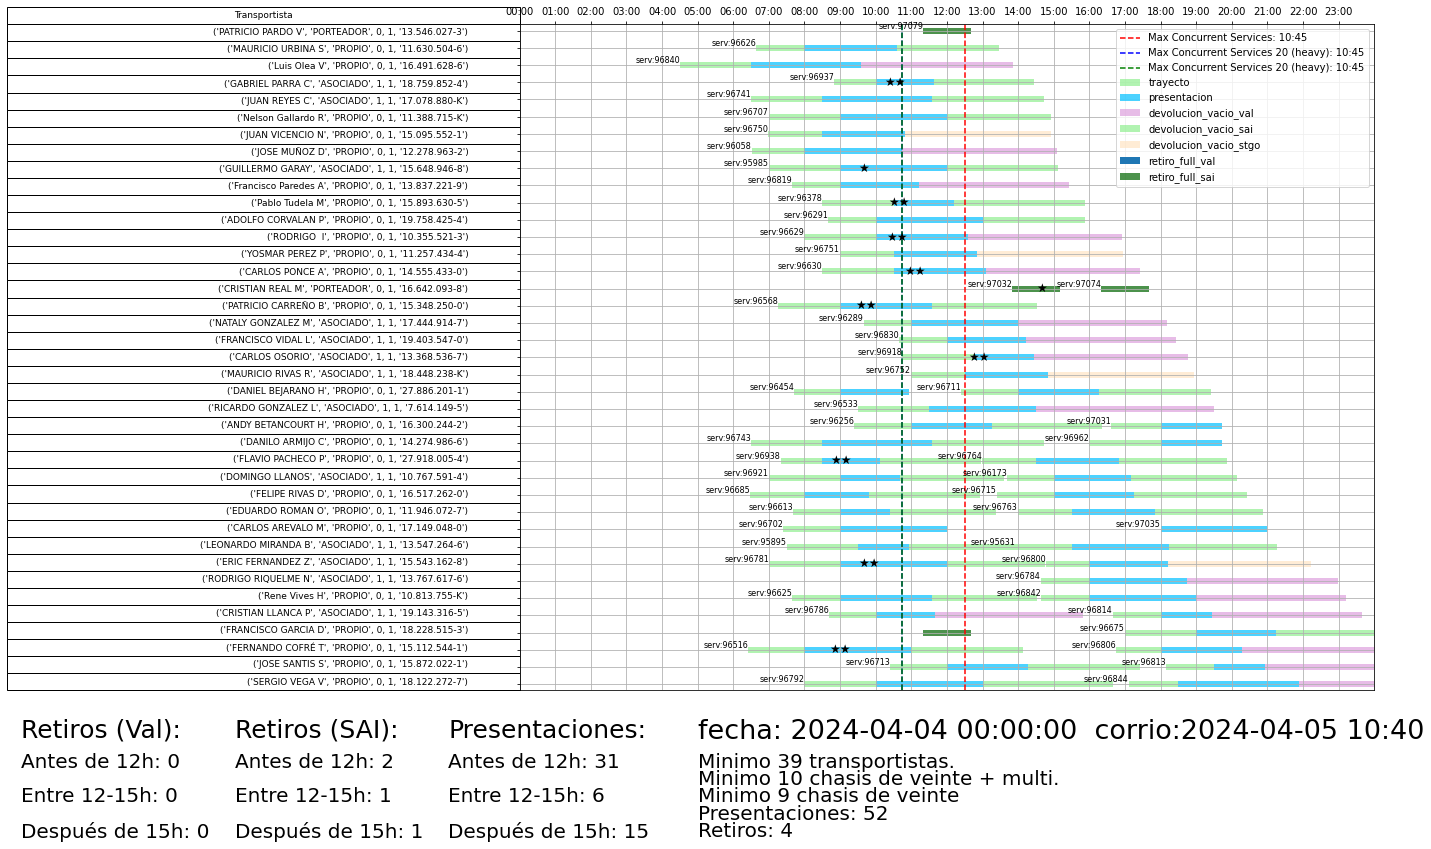 Transportista
00:00 01:00 02:00 03:00 04:00 05:00 06:00 07:00 08:00 09:00 10:00 11:00 12:00 13:00 14:00 15:00 16:00 17:00 18:00 19:00 20:00 21:00 22:00 23:00
('PATRICIO PARDO V', 'PORTEADOR', 0, 1, '13.546.027-3') serv:97079
('MAURICIO URBINA S', 'PROPIO', 0, 1, '11.630.504-6') serv:96626
('Luis Olea V', 'PROPIO', 0, 1, '16.491.628-6') serv:96840
('GABRIEL PARRA C', 'ASOCIADO', 1, 1, '18.759.852-4') serv:96937
('JUAN REYES C', 'ASOCIADO', 1, 1, '17.078.880-K') serv:96741
('Nelson Gallardo R', 'PROPIO', 0, 1, '11.388.715-K') serv:96707
('JUAN VICENCIO N', 'PROPIO', 0, 1, '15.095.552-1') serv:96750
('JOSE MUÑOZ D', 'PROPIO', 0, 1, '12.278.963-2') serv:96058
('GUILLERMO GARAY', 'ASOCIADO', 1, 1, '15.648.946-8') serv:95985
('Francisco Paredes A', 'PROPIO', 0, 1, '13.837.221-9') serv:96819
('Pablo Tudela M', 'PROPIO', 0, 1, '15.893.630-5') serv:96378
('ADOLFO CORVALAN P', 'PROPIO', 0, 1, '19.758.425-4') serv:96291
('RODRIGO  I', 'PROPIO', 0, 1, '10.355.521-3') serv:96629
('YOSMAR PEREZ P', 'PROPIO', 0, 1, '11.257.434-4') serv:96751
('CARLOS PONCE A', 'PROPIO', 0, 1, '14.555.433-0') serv:96630
('CRISTIAN REAL M', 'PORTEADOR', 0, 1, '16.642.093-8') serv:97032 serv:97074
('PATRICIO CARREÑO B', 'PROPIO', 0, 1, '15.348.250-0') serv:96568
('NATALY GONZALEZ M', 'ASOCIADO', 1, 1, '17.444.914-7') serv:96289
('FRANCISCO VIDAL L', 'ASOCIADO', 1, 1, '19.403.547-0') serv:96830
('CARLOS OSORIO', 'ASOCIADO', 1, 1, '13.368.536-7') serv:96918
('MAURICIO RIVAS R', 'ASOCIADO', 1, 1, '18.448.238-K') serv:96752
('DANIEL BEJARANO H', 'PROPIO', 0, 1, '27.886.201-1') serv:96454 serv:96711
('RICARDO GONZALEZ L', 'ASOCIADO', 1, 1, '7.614.149-5') serv:96533
('ANDY BETANCOURT H', 'PROPIO', 0, 1, '16.300.244-2') serv:96256 serv:97031
('DANILO ARMIJO C', 'PROPIO', 0, 1, '14.274.986-6') serv:96743 serv:96962
('FLAVIO PACHECO P', 'PROPIO', 0, 1, '27.918.005-4') serv:96938 serv:96764
('DOMINGO LLANOS', 'ASOCIADO', 1, 1, '10.767.591-4') serv:96921 serv:96173
('FELIPE RIVAS D', 'PROPIO', 0, 1, '16.517.262-0') serv:96685 serv:96715
('EDUARDO ROMAN O', 'PROPIO', 0, 1, '11.946.072-7') serv:96613 serv:96763
('CARLOS AREVALO M', 'PROPIO', 0, 1, '17.149.048-0') serv:96702 serv:97035
('LEONARDO MIRANDA B', 'ASOCIADO', 1, 1, '13.547.264-6') serv:95895 serv:95631
('ERIC FERNANDEZ Z', 'ASOCIADO', 1, 1, '15.543.162-8') serv:96781 serv:96800
('RODRIGO RIQUELME N', 'ASOCIADO', 1, 1, '13.767.617-6') serv:96784
('Rene Vives H', 'PROPIO', 0, 1, '10.813.755-K') serv:96625 serv:96842
('CRISTIAN LLANCA P', 'ASOCIADO', 1, 1, '19.143.316-5') serv:96786 serv:96814
('FRANCISCO GARCIA D', 'PROPIO', 0, 1, '18.228.515-3') serv:96675
('FERNANDO COFRÉ T', 'PROPIO', 0, 1, '15.112.544-1') serv:96516 serv:96806
('JOSE SANTIS S', 'PROPIO', 0, 1, '15.872.022-1') serv:96713 serv:96813
('SERGIO VEGA V', 'PROPIO', 0, 1, '18.122.272-7') serv:96792 serv:96844
Max Concurrent Services: 10:45
Max Concurrent Services 20 (heavy): 10:45
Max Concurrent Services 20 (heavy): 10:45
trayecto
presentacion
devolucion_vacio_val
devolucion_vacio_sai
devolucion_vacio_stgo
retiro_full_val
retiro_full_sai
Retiros (Val):
Antes de 12h: 0
Entre 12-15h: 0
Después de 15h: 0
Retiros (SAI):
Antes de 12h: 2
Entre 12-15h: 1
Después de 15h: 1
Presentaciones:
Antes de 12h: 31
Entre 12-15h: 6
Después de 15h: 15
fecha: 2024-04-04 00:00:00  corrio:2024-04-05 10:40
Minimo 39 transportistas.
Minimo 10 chasis de veinte + multi.
Minimo 9 chasis de veinte
Presentaciones: 52
Retiros: 4